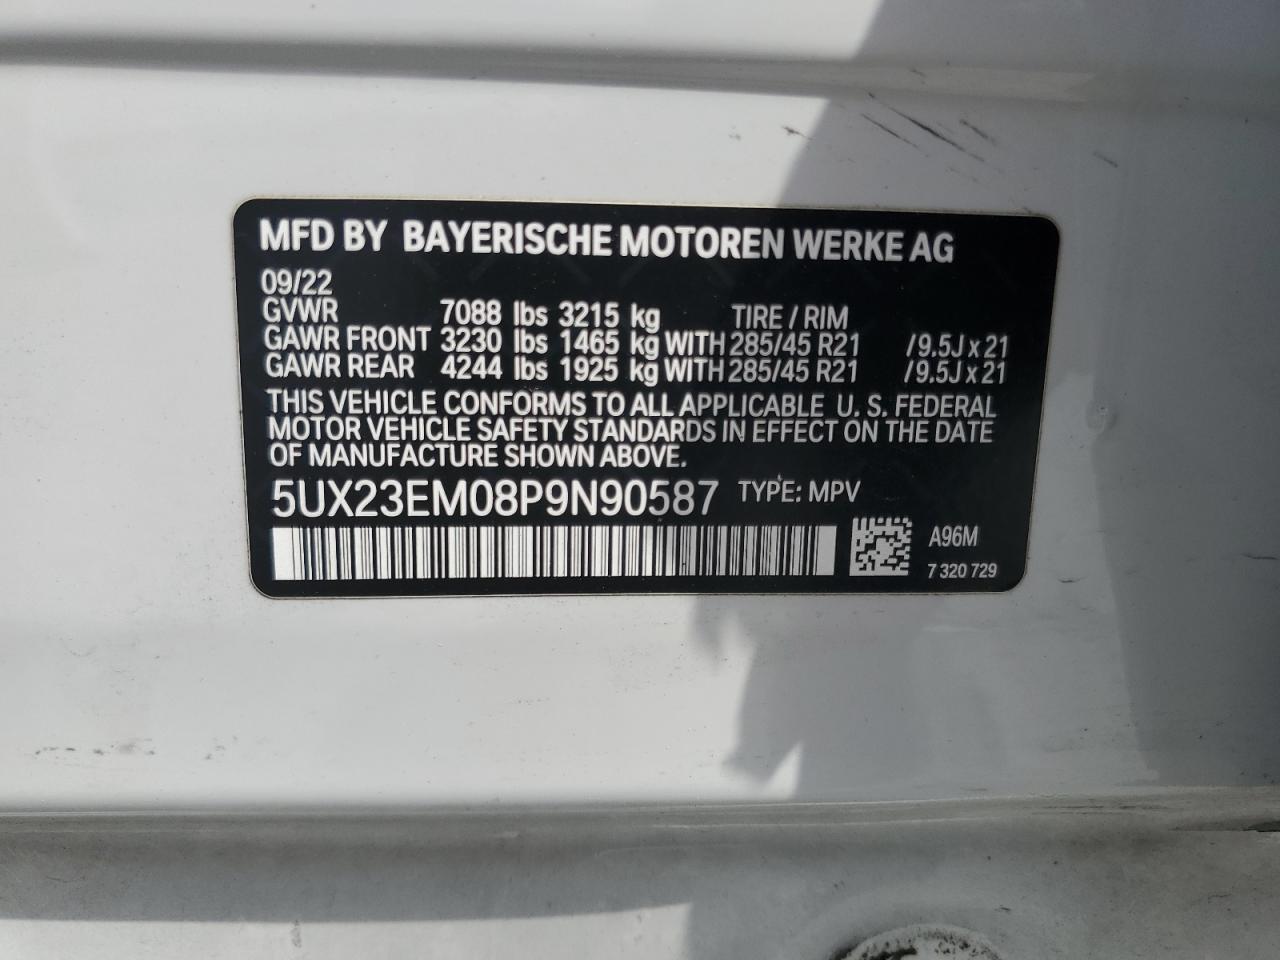 MFD BY BAYERISCHE MOTOREN WERKE AG
09/22
GVWR 7088 lbs 3215 kg TIRE / RIM
GAWR FRONT 3230 lbs 1465 kg WITH 285/45 R21 /9.5J x 21
GAWR REAR 4244 lbs 1925 kg WITH 285/45 R21 /9.5J x 21
THIS VEHICLE CONFORMS TO ALL APPLICABLE U. S. FEDERAL
MOTOR VEHICLE SAFETY STANDARDS IN EFFECT ON THE DATE
OF MANUFACTURE SHOWN ABOVE.
5UX23EM08P9N90587 TYPE: MPV
A96M
7 320 729